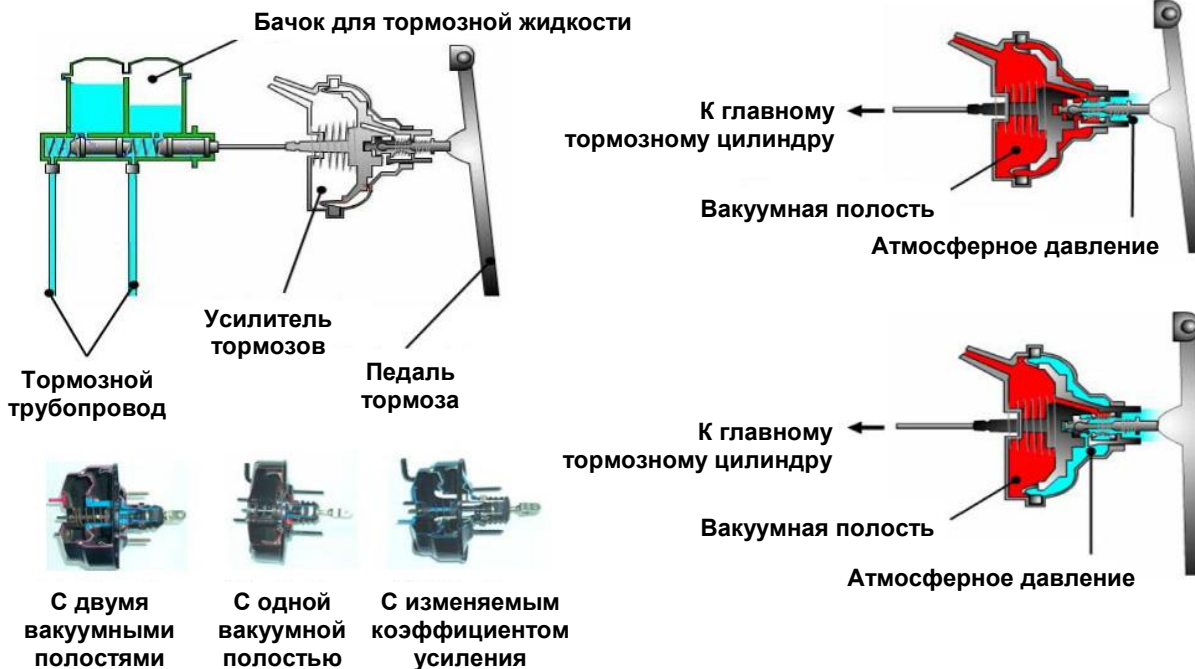 Бачок для тормозной жидкости
Усилитель
тормозов
Педаль
тормоза
Тормозной
трубопровод
К главному
тормозному цилиндру
Вакуумная полость
Атмосферное давление
К главному
тормозному цилиндру
Вакуумная полость
Атмосферное давление
С двумя
вакуумными
полостями
С одной
вакуумной
полостью
С изменяемым
коэффициентом
усиления